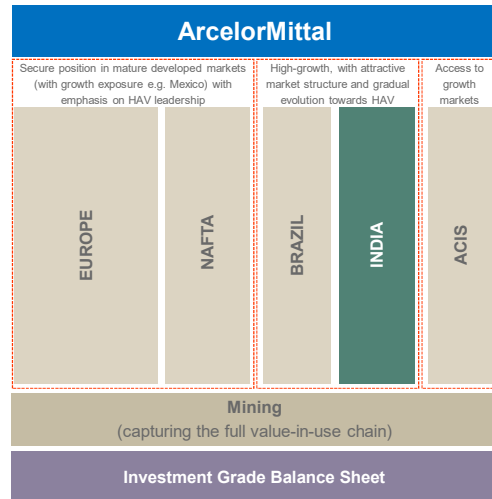 ArcelorMittal
Secure position in mature developed markets
(with growth exposure e.g. Mexico) with
emphasis on HAV leadership
High-growth, with attractive
market structure and gradual
evolution towards HAV
Access to
growth
markets
EUROPE
NAFTA
BRAZIL
INDIA
ACIS
Mining
(capturing the full value-in-use chain)
Investment Grade Balance Sheet